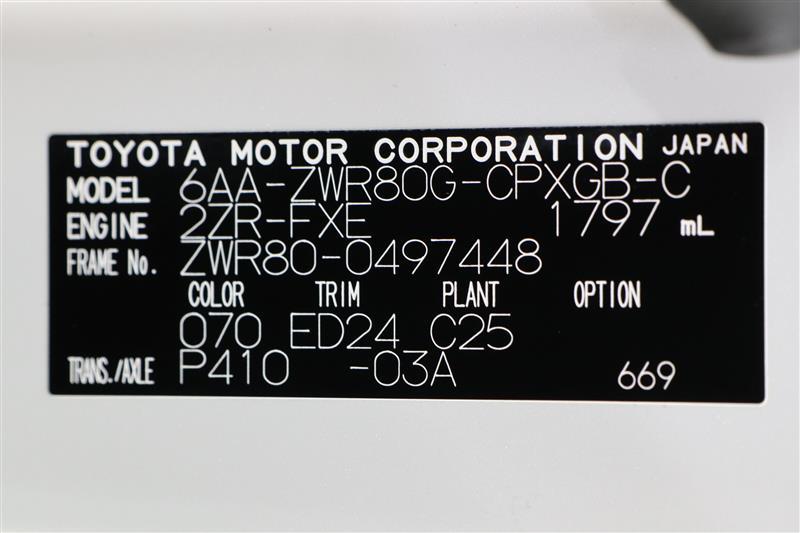 TOYOTA MOTOR CORPORATION JAPAN
MODEL 6AA-ZWR80G-CPXGB-C
ENGINE 2ZR-FXE 1797 mL
FRAME No. ZWR80-0497448
COLOR TRIM PLANT OPTION
070 ED24 C25
TRANS./AXLE P410 -03A 669